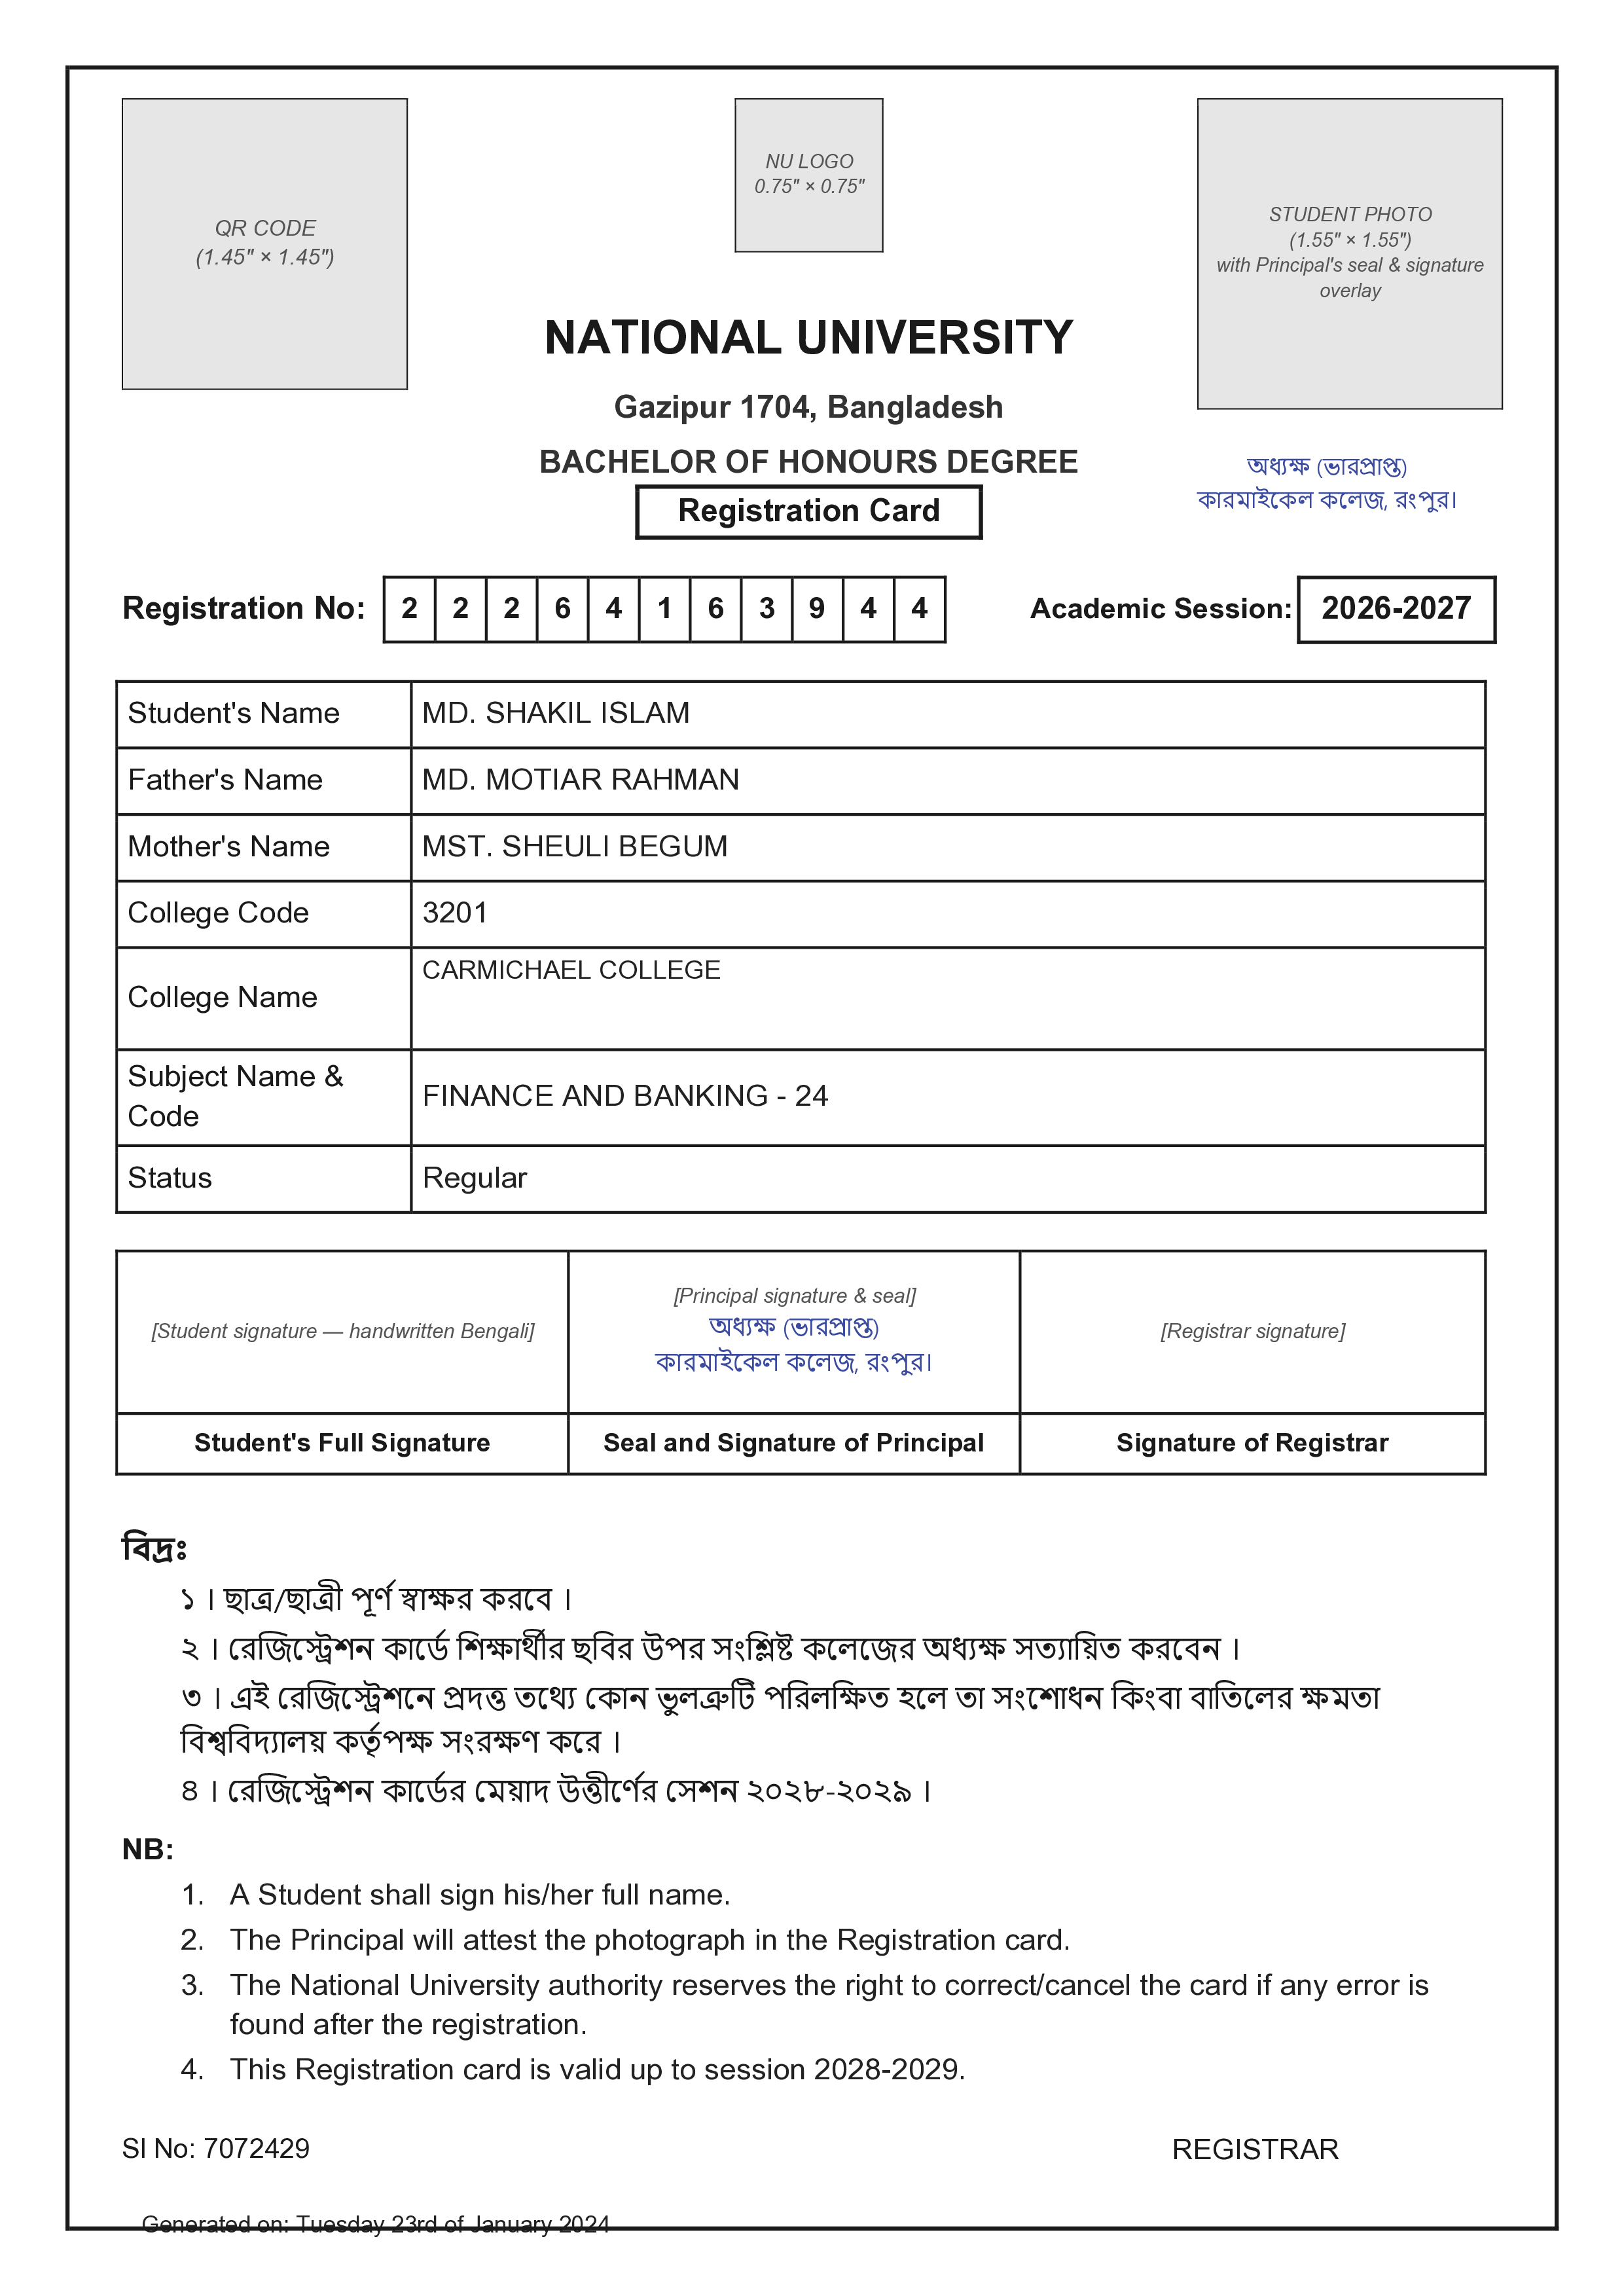 QR CODE
(1.45" × 1.45")
NU LOGO
0.75" × 0.75"
STUDENT PHOTO
(1.55" × 1.55")
with Principal's seal & signature
overlay
NATIONAL UNIVERSITY
Gazipur 1704, Bangladesh
BACHELOR OF HONOURS DEGREE
Registration Card
অধ্যক্ষ (ভারপ্রাপ্ত)
কারমাইকেল কলেজ, রংপুর।
Registration No: 2 2 2 6 4 1 6 3 9 4 4 Academic Session: 2026-2027
Student's Name MD. SHAKIL ISLAM
Father's Name MD. MOTIAR RAHMAN
Mother's Name MST. SHEULI BEGUM
College Code 3201
College Name CARMICHAEL COLLEGE
Subject Name &
Code FINANCE AND BANKING - 24
Status Regular
[Student signature — handwritten Bengali]
[Principal signature & seal]
অধ্যক্ষ (ভারপ্রাপ্ত)
কারমাইকেল কলেজ, রংপুর।
[Registrar signature]
Student's Full Signature Seal and Signature of Principal Signature of Registrar
বিদ্রঃ
১ । ছাত্র/ছাত্রী পূর্ণ স্বাক্ষর করবে ।
২ । রেজিস্ট্রেশন কার্ডে শিক্ষার্থীর ছবির উপর সংশ্লিষ্ট কলেজের অধ্যক্ষ সত্যায়িত করবেন ।
৩ । এই রেজিস্ট্রেশনে প্রদত্ত তথ্যে কোন ভুলত্রুটি পরিলক্ষিত হলে তা সংশোধন কিংবা বাতিলের ক্ষমতা
বিশ্ববিদ্যালয় কর্তৃপক্ষ সংরক্ষণ করে ।
৪ । রেজিস্ট্রেশন কার্ডের মেয়াদ উত্তীর্ণের সেশন ২০২৮-২০২৯ ।
NB:
1. A Student shall sign his/her full name.
2. The Principal will attest the photograph in the Registration card.
3. The National University authority reserves the right to correct/cancel the card if any error is
found after the registration.
4. This Registration card is valid up to session 2028-2029.
Sl No: 7072429 REGISTRAR
Generated on: Tuesday 23rd of January 2024